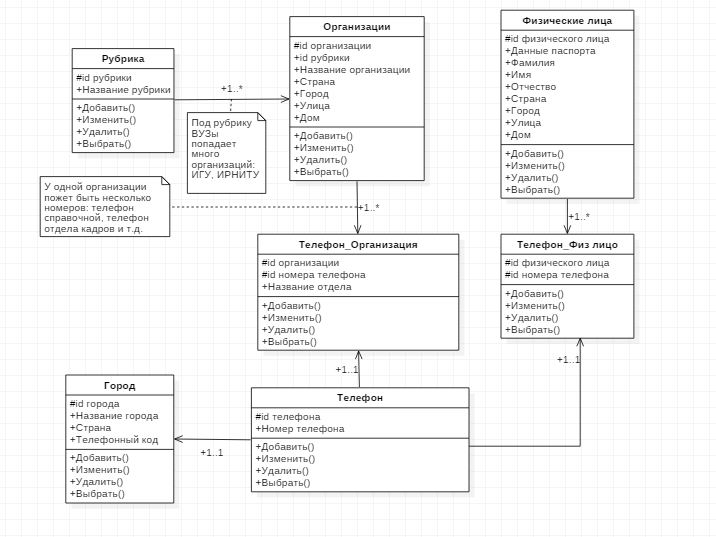 Рубрика
#id рубрики
+Название рубрики
+Добавить()
+Изменить()
+Удалить()
+Выбрать()
+1..*
Организации
#id организации
+id рубрики
+Название организации
+Страна
+Город
+Улица
+Дом
+Добавить()
+Изменить()
+Удалить()
+Выбрать()
Физические лица
#id физического лица
+Данные паспорта
+Фамилия
+Имя
+Отчество
+Страна
+Город
+Улица
+Дом
+Добавить()
+Изменить()
+Удалить()
+Выбрать()
Под рубрику
ВУЗы
попадает
много
организаций:
ИГУ, ИРНИТУ
У одной организации
может быть несколько
номеров: телефон
справочной, телефон
отдела кадров и т.д.
+1..*
+1..*
Телефон_Организация
#id организации
#id номера телефона
+Название отдела
+Добавить()
+Изменить()
+Удалить()
+Выбрать()
Телефон_Физ лицо
#id физического лица
#id номера телефона
+Добавить()
+Изменить()
+Удалить()
+Выбрать()
+1..1
+1..1
Город
#id города
+Название города
+Страна
+Телефонный код
+Добавить()
+Изменить()
+Удалить()
+Выбрать()
+1..1
Телефон
#id телефона
+Номер телефона
+Добавить()
+Изменить()
+Удалить()
+Выбрать()